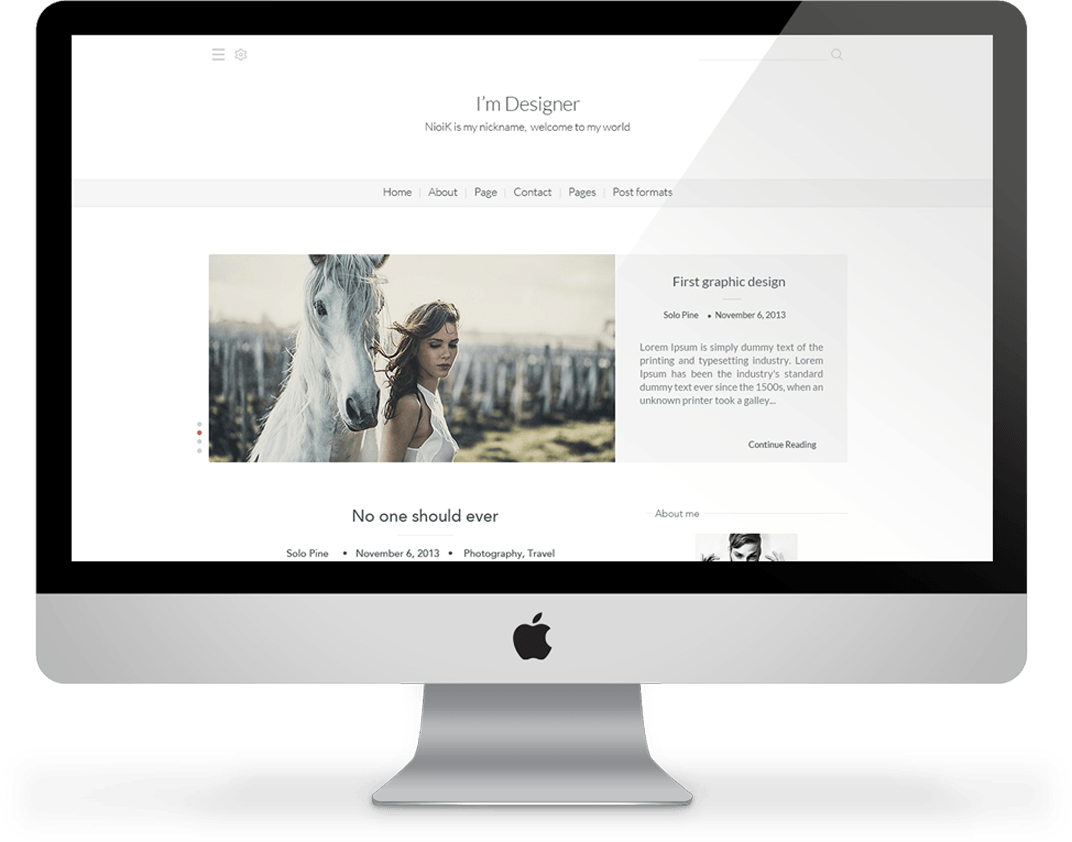 I'm Designer
NioiK is my nickname, welcome to my world
Home | About | Page | Contact | Pages | Post formats
First graphic design
Solo Pine • November 6, 2013
Lorem Ipsum is simply dummy text of the
printing and typesetting industry. Lorem
Ipsum has been the industry's standard
dummy text ever since the 1500s, when an
unknown printer took a galley...
Continue Reading
No one should ever
Solo Pine • November 6, 2013 • Photography, Travel
About me